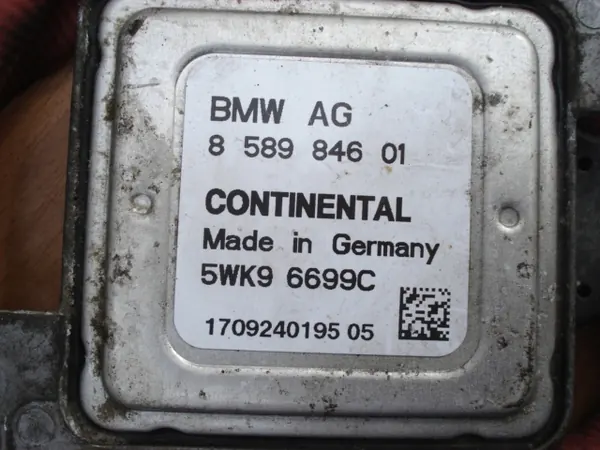 BMW AG
8 589 846 01
CONTINENTAL
Made in Germany
5WK9 6699C
1709240195 05